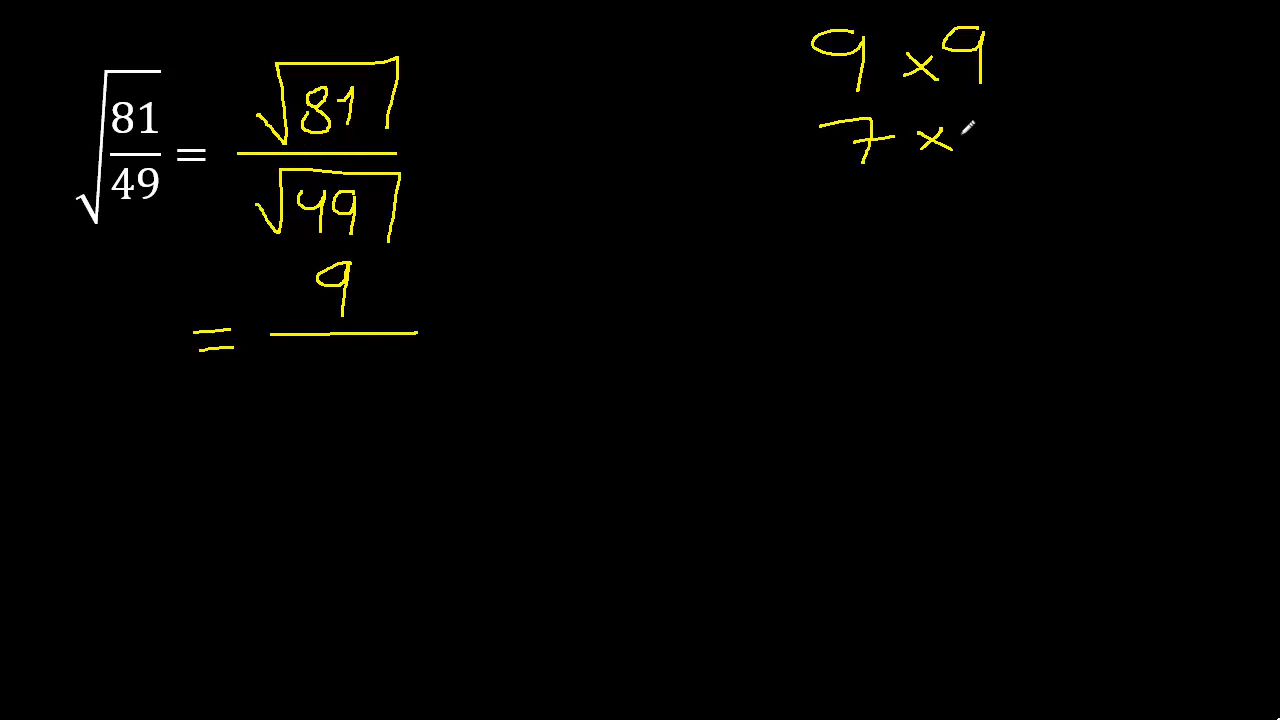 √(81/49) = √81/√49
= 9/
9 × 9
7 ×